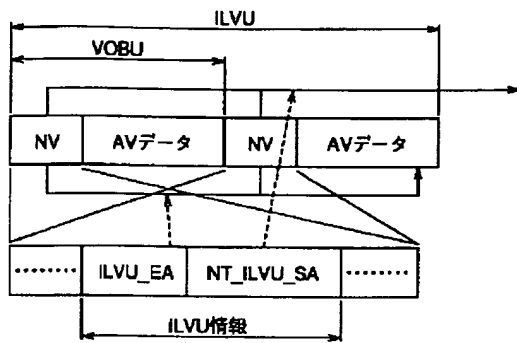 ILVU
VOBU
NV AVデータ NV AVデータ
········ ILVU_EA NT_ILVU_SA ········
ILVU情報